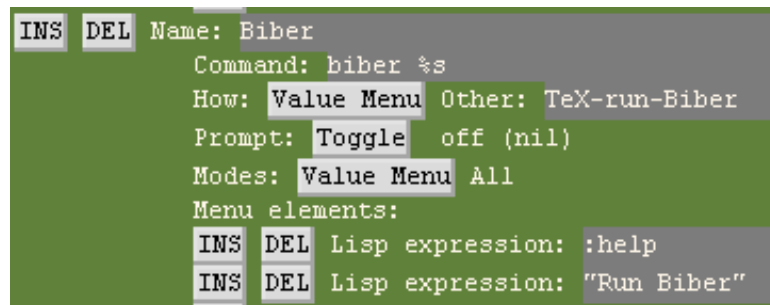 INS DEL Name: Biber
Command: biber %s
How: Value Menu Other: TeX-run-Biber
Prompt: Toggle off (nil)
Modes: Value Menu All
Menu elements:
INS DEL Lisp expression: :help
INS DEL Lisp expression: "Run Biber"